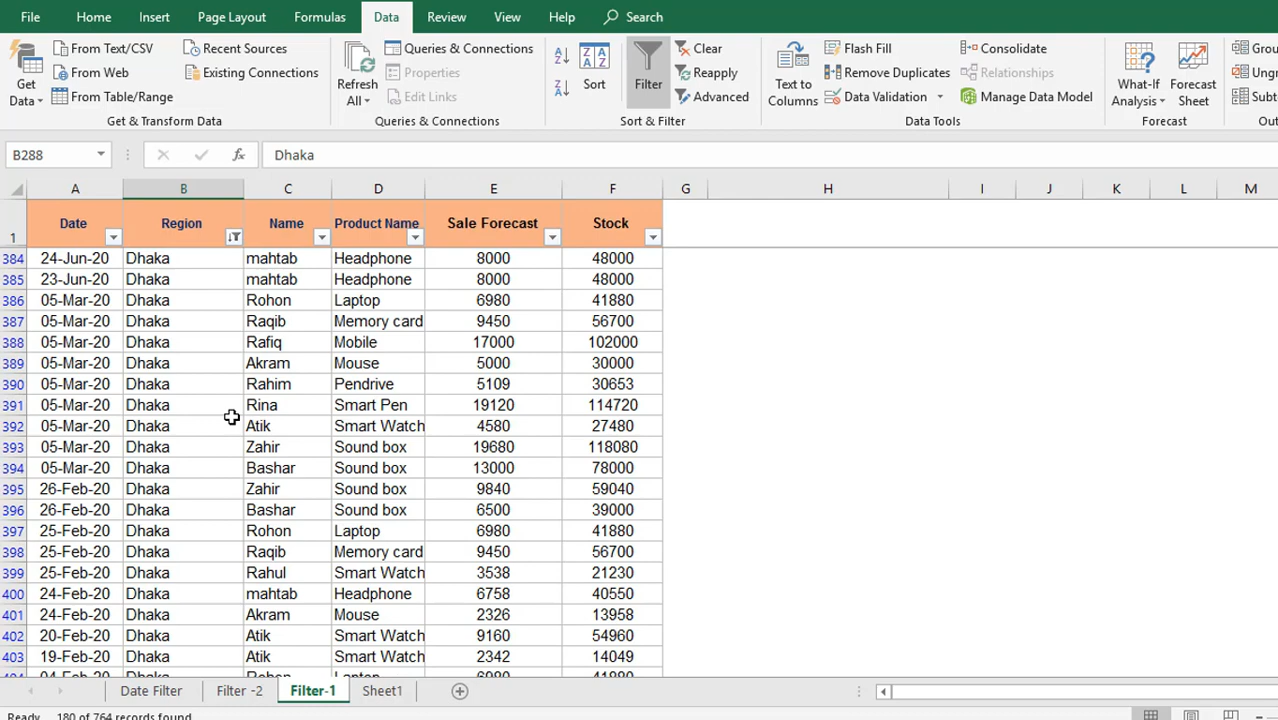 File Home Insert Page Layout Formulas Data Review View Help Search
Get Data From Text/CSV From Web From Table/Range Recent Sources Existing Connections
Get & Transform Data
Refresh All Queries & Connections Properties Edit Links
Queries & Connections
Sort Filter Clear Reapply Advanced
Sort & Filter
Text to Columns Flash Fill Remove Duplicates Data Validation Consolidate Relationships Manage Data Model
Data Tools
What-If Analysis Forecast Sheet
Forecast
B288 fx Dhaka
A B C D E F G H I J K L M
1 Date Region Name Product Name Sale Forecast Stock
384 24-Jun-20 Dhaka mahtab Headphone 8000 48000
385 23-Jun-20 Dhaka mahtab Headphone 8000 48000
386 05-Mar-20 Dhaka Rohon Laptop 6980 41880
387 05-Mar-20 Dhaka Raqib Memory card 9450 56700
388 05-Mar-20 Dhaka Rafiq Mobile 17000 102000
389 05-Mar-20 Dhaka Akram Mouse 5000 30000
390 05-Mar-20 Dhaka Rahim Pendrive 5109 30653
391 05-Mar-20 Dhaka Rina Smart Pen 19120 114720
392 05-Mar-20 Dhaka Atik Smart Watch 4580 27480
393 05-Mar-20 Dhaka Zahir Sound box 19680 118080
394 05-Mar-20 Dhaka Bashar Sound box 13000 78000
395 26-Feb-20 Dhaka Zahir Sound box 9840 59040
396 26-Feb-20 Dhaka Bashar Sound box 6500 39000
397 25-Feb-20 Dhaka Rohon Laptop 6980 41880
398 25-Feb-20 Dhaka Raqib Memory card 9450 56700
399 25-Feb-20 Dhaka Rahul Smart Watch 3538 21230
400 24-Feb-20 Dhaka mahtab Headphone 6758 40550
401 24-Feb-20 Dhaka Akram Mouse 2326 13958
402 20-Feb-20 Dhaka Atik Smart Watch 9160 54960
403 19-Feb-20 Dhaka Atik Smart Watch 2342 14049
404 04-Feb-20 Dhaka Rohon Laptop 6980 41880
Date Filter Filter -2 Filter-1 Sheet1
Ready 180 of 764 records found